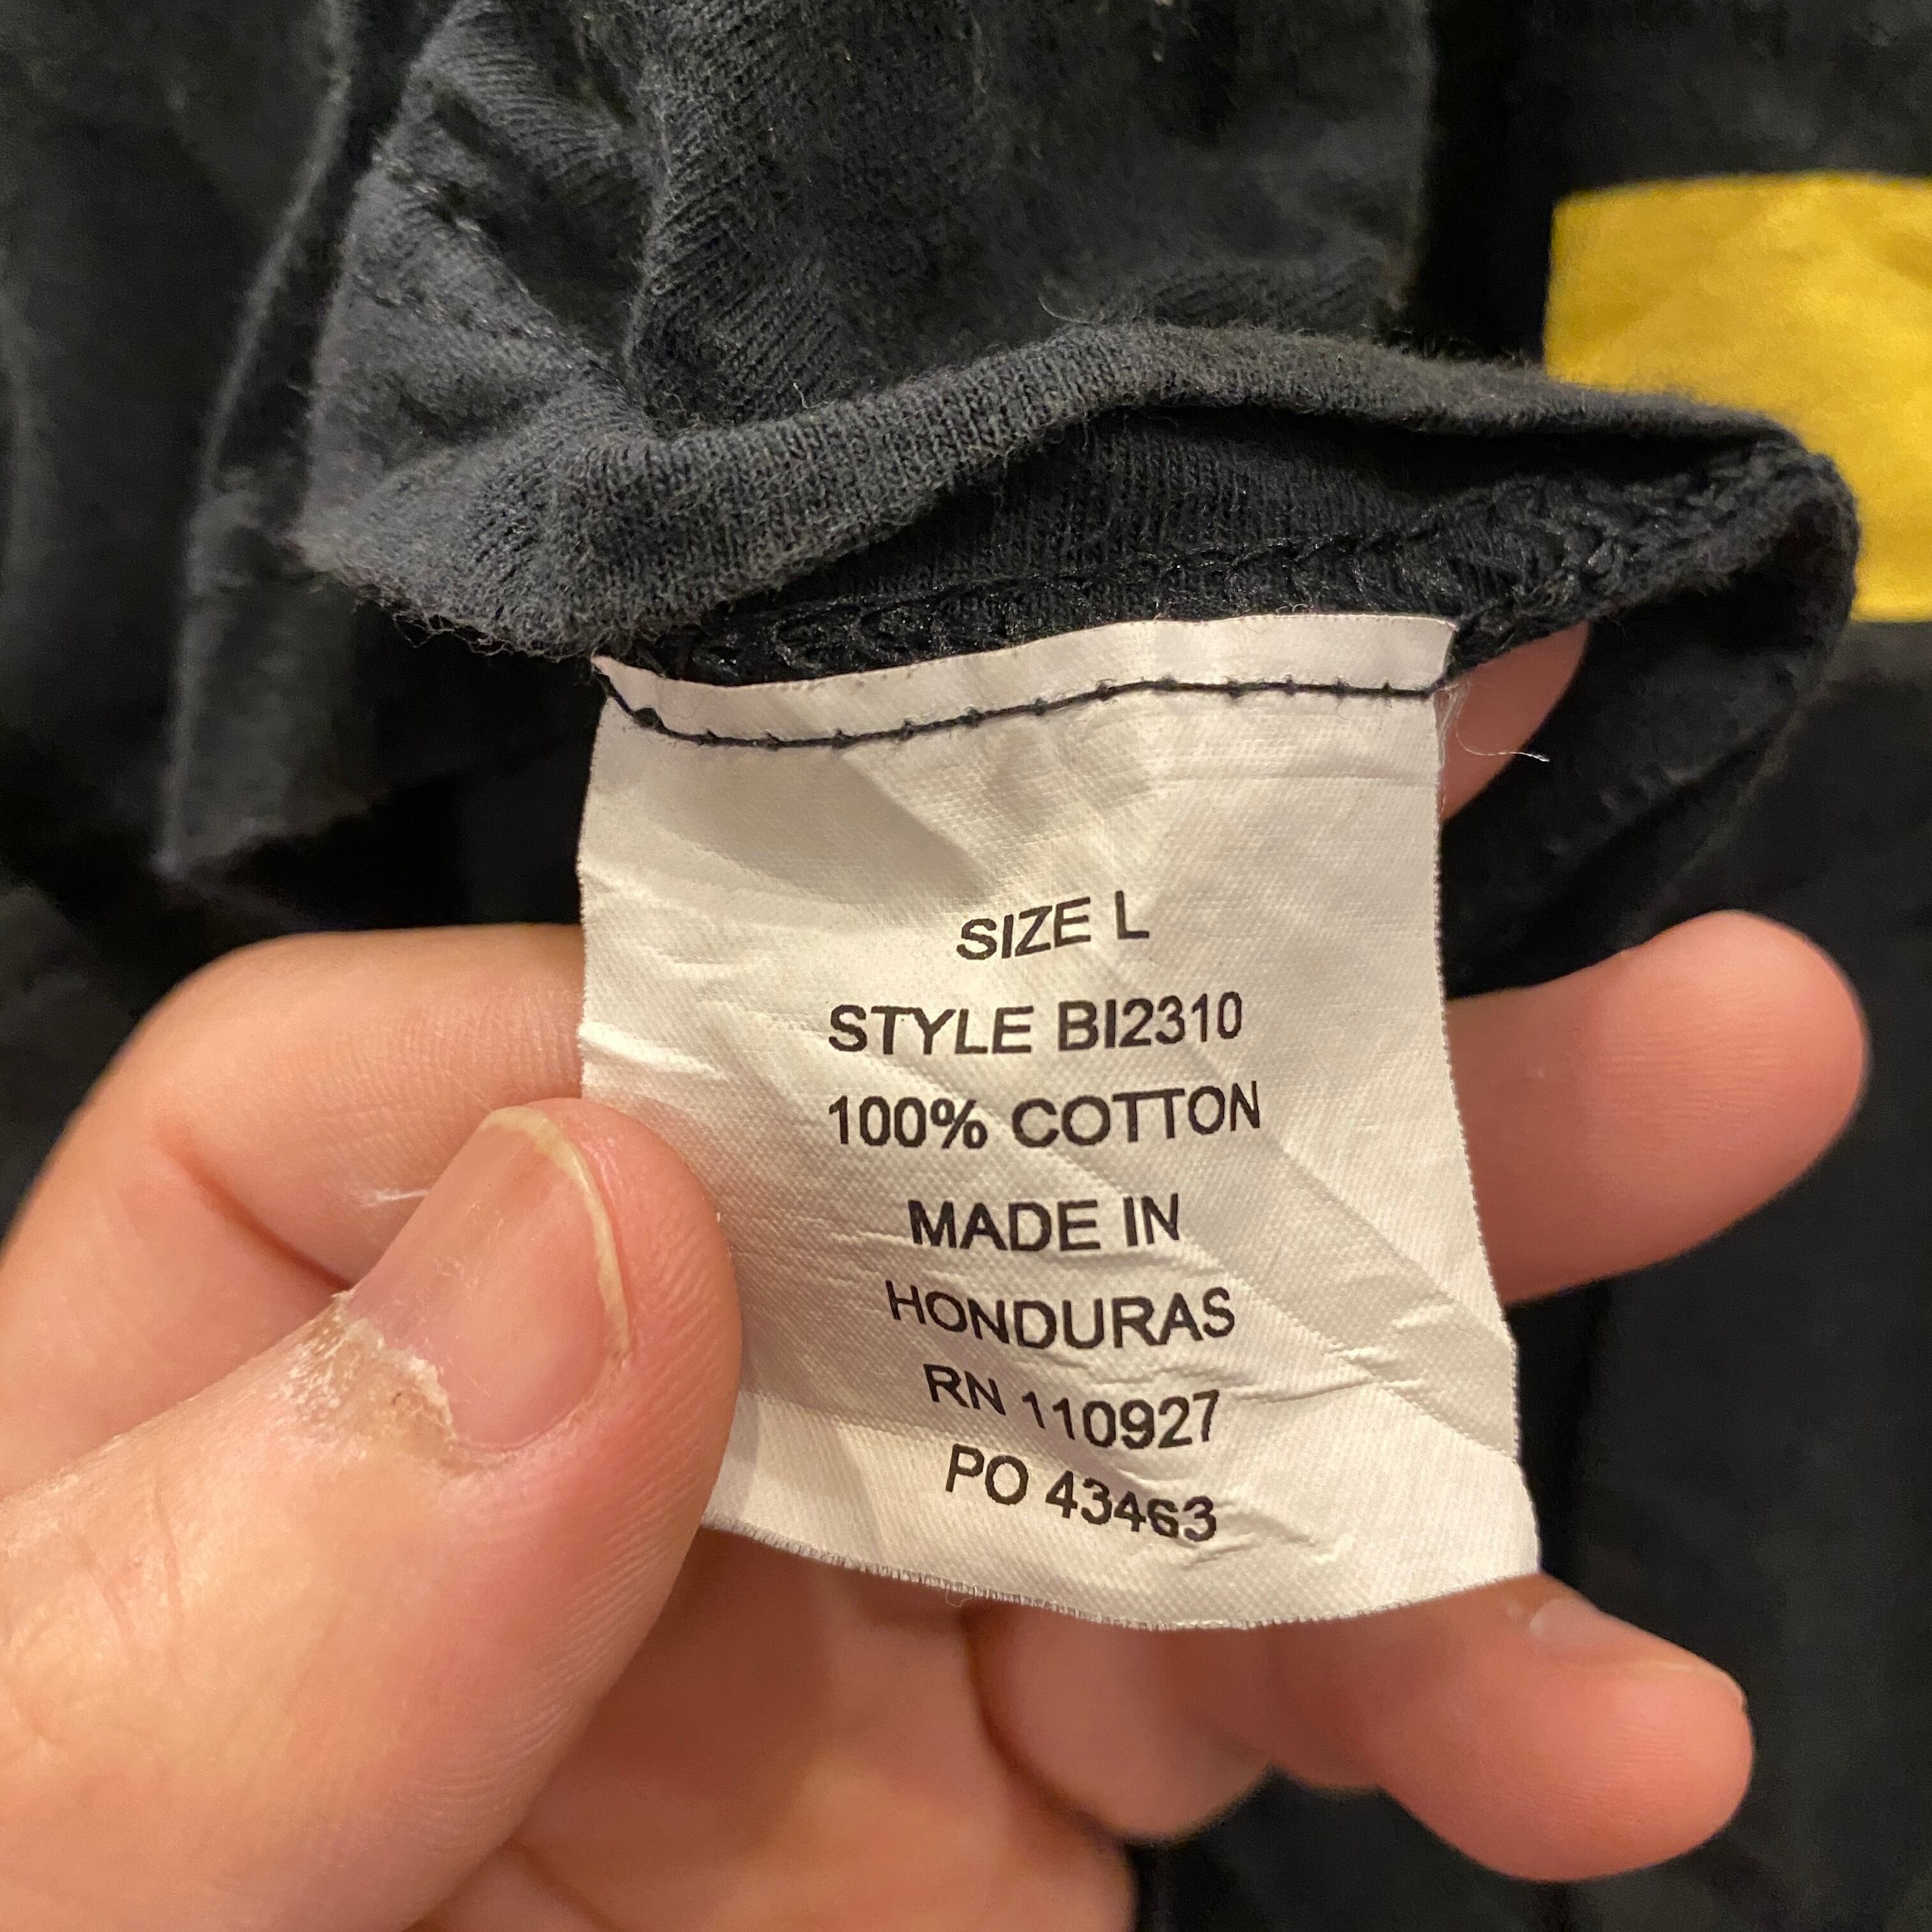 SIZE L
STYLE BI2310
100% COTTON
MADE IN
HONDURAS
RN 110927
PO 43463